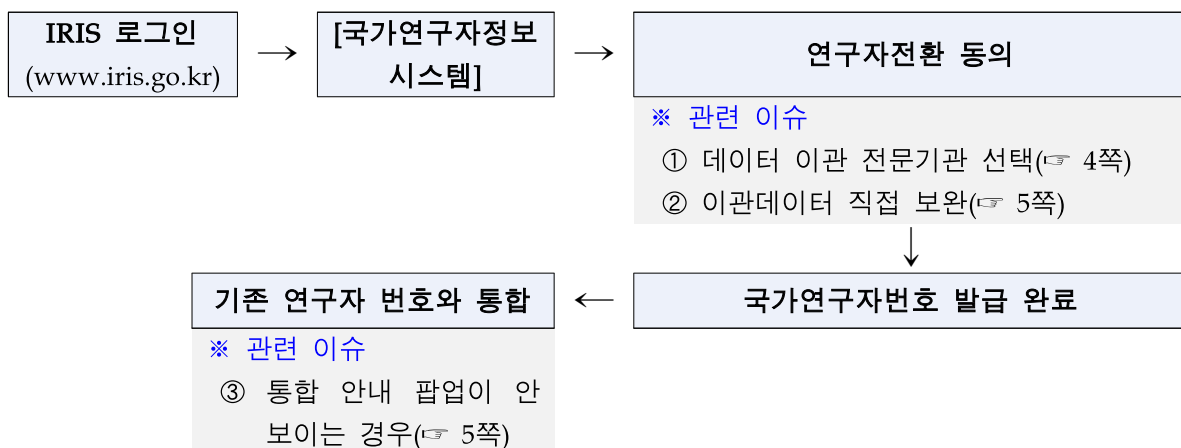 IRIS 로그인
(www.iris.go.kr)
→
[국가연구자정보
시스템]
→
연구자전환 동의
※ 관련 이슈
① 데이터 이관 전문기관 선택(☞ 4쪽)
② 이관데이터 직접 보완(☞ 5쪽)
↓
국가연구자번호 발급 완료
←
기존 연구자 번호와 통합
※ 관련 이슈
③ 통합 안내 팝업이 안
보이는 경우(☞ 5쪽)